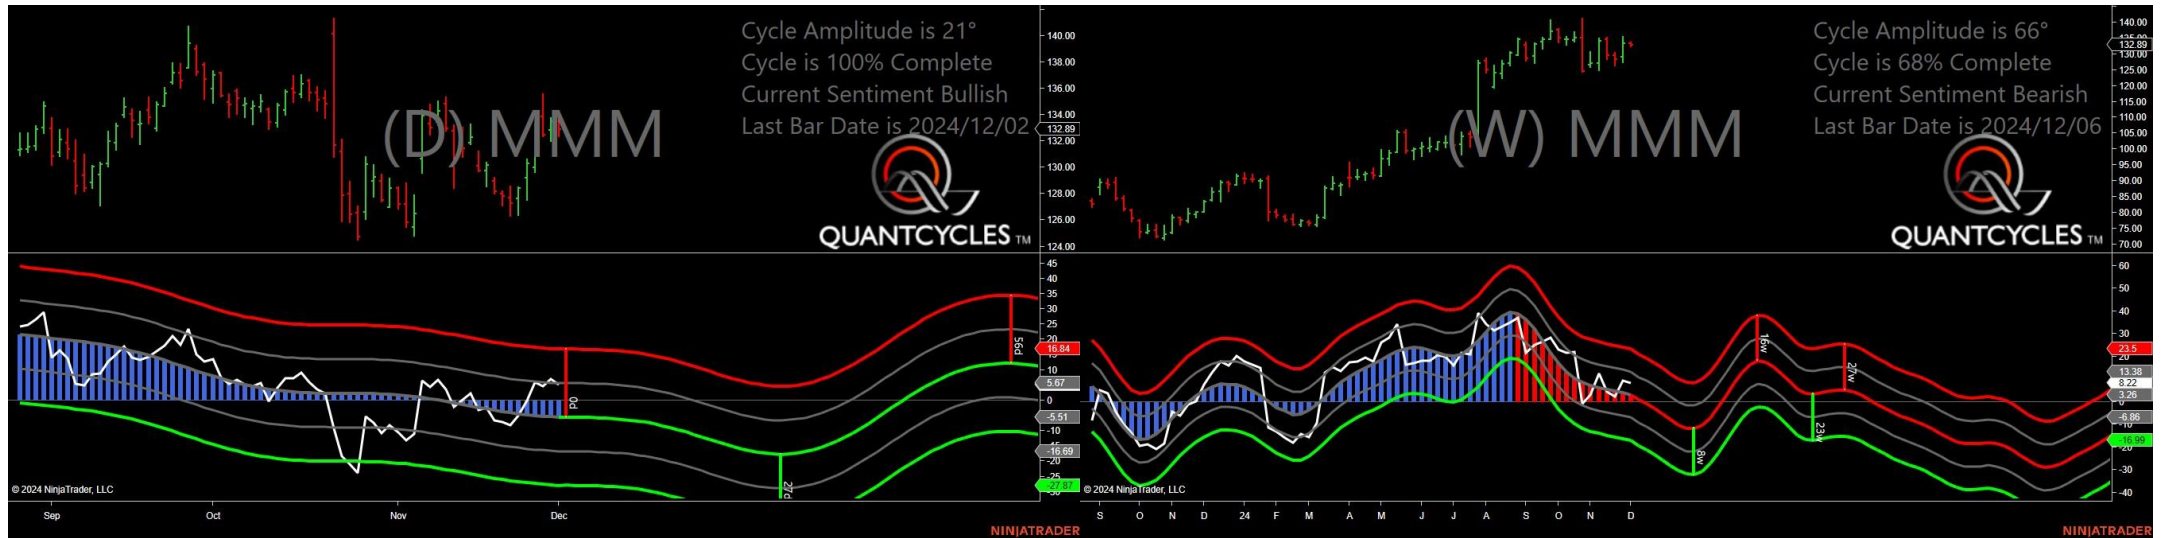 Cycle Amplitude is 21°
Cycle is 100% Complete
Current Sentiment Bullish
Last Bar Date is 2024/12/02
(D) MMM
QUANTCYCLES TM
140.00
138.00
136.00
134.00
132.89
132.00
130.00
128.00
126.00
124.00
45
40
35
30
25
20
16.84
10
5.67
0
-5.51
-10
-16.69
-20
-25
-27.87
0d
27d
56d
© 2024 NinjaTrader, LLC
Sep Oct Nov Dec
NINJATRADER
Cycle Amplitude is 66°
Cycle is 68% Complete
Current Sentiment Bearish
Last Bar Date is 2024/12/06
(W) MMM
QUANTCYCLES TM
140.00
132.89
130.00
125.00
120.00
115.00
110.00
105.00
100.00
95.00
90.00
85.00
80.00
75.00
70.00
60
50
40
30
23.5
13.38
8.22
3.26
-6.86
-16.99
-30
-40
16w
27w
8w
23w
© 2024 NinjaTrader, LLC
S O N D 24 F M A M J J A S O N D
NINJATRADER